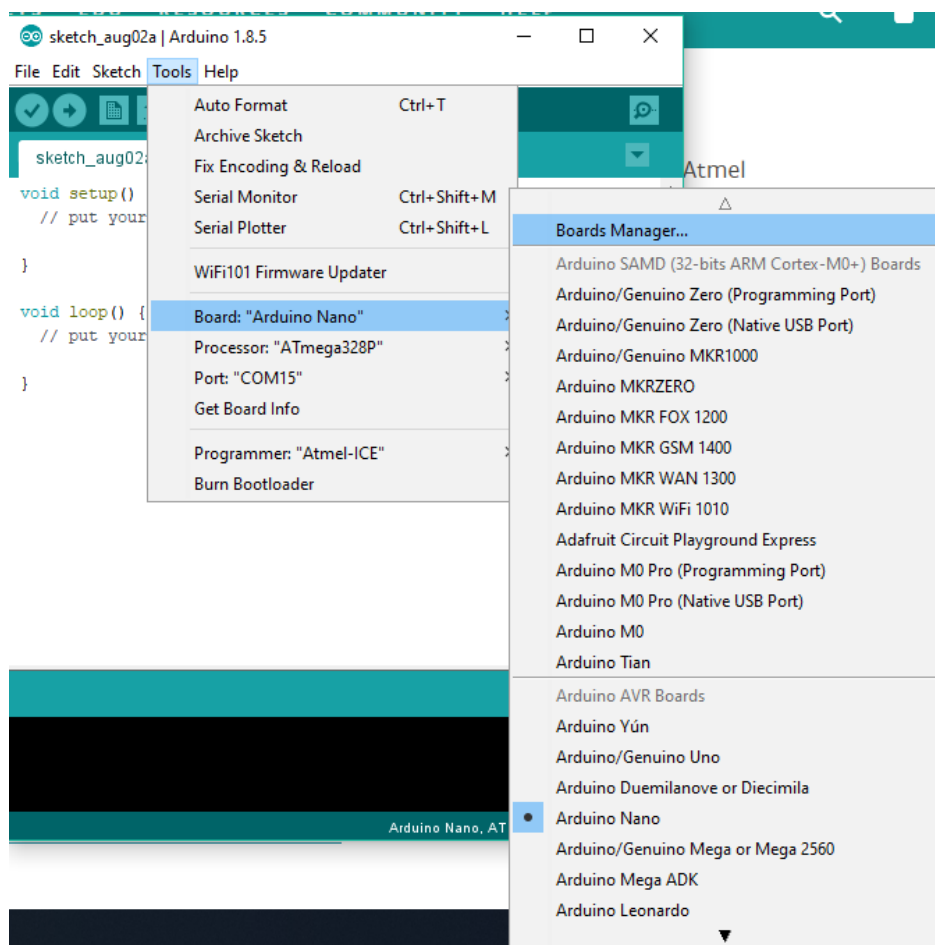 sketch_aug02a | Arduino 1.8.5
File Edit Sketch Tools Help
sketch_aug02
void setup()
// put your
}
void loop() {
// put your
}
Auto Format Ctrl+T
Archive Sketch
Fix Encoding & Reload
Serial Monitor Ctrl+Shift+M
Serial Plotter Ctrl+Shift+L
WiFi101 Firmware Updater
Board: "Arduino Nano"
Processor: "ATmega328P"
Port: "COM15"
Get Board Info
Programmer: "Atmel-ICE"
Burn Bootloader
Atmel
Boards Manager...
Arduino SAMD (32-bits ARM Cortex-M0+) Boards
Arduino/Genuino Zero (Programming Port)
Arduino/Genuino Zero (Native USB Port)
Arduino/Genuino MKR1000
Arduino MKRZERO
Arduino MKR FOX 1200
Arduino MKR GSM 1400
Arduino MKR WAN 1300
Arduino MKR WiFi 1010
Adafruit Circuit Playground Express
Arduino M0 Pro (Programming Port)
Arduino M0 Pro (Native USB Port)
Arduino M0
Arduino Tian
Arduino AVR Boards
Arduino Yún
Arduino/Genuino Uno
Arduino Duemilanove or Diecimila
Arduino Nano
Arduino/Genuino Mega or Mega 2560
Arduino Mega ADK
Arduino Leonardo
Arduino Nano, AT